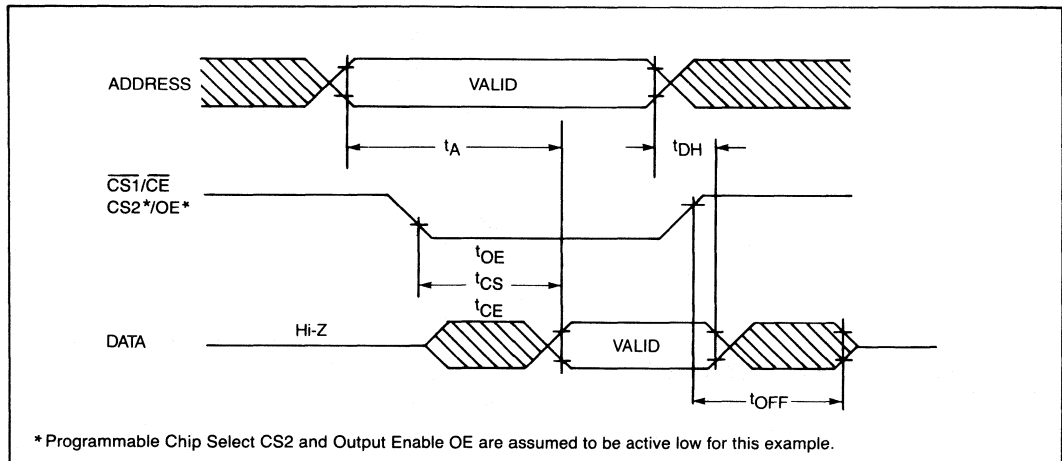 ADDRESS
VALID
tA
tDH
CS1/CE
CS2*/OE*
tOE
tCS
tCE
DATA
Hi-Z
VALID
tOFF
* Programmable Chip Select CS2 and Output Enable OE are assumed to be active low for this example.